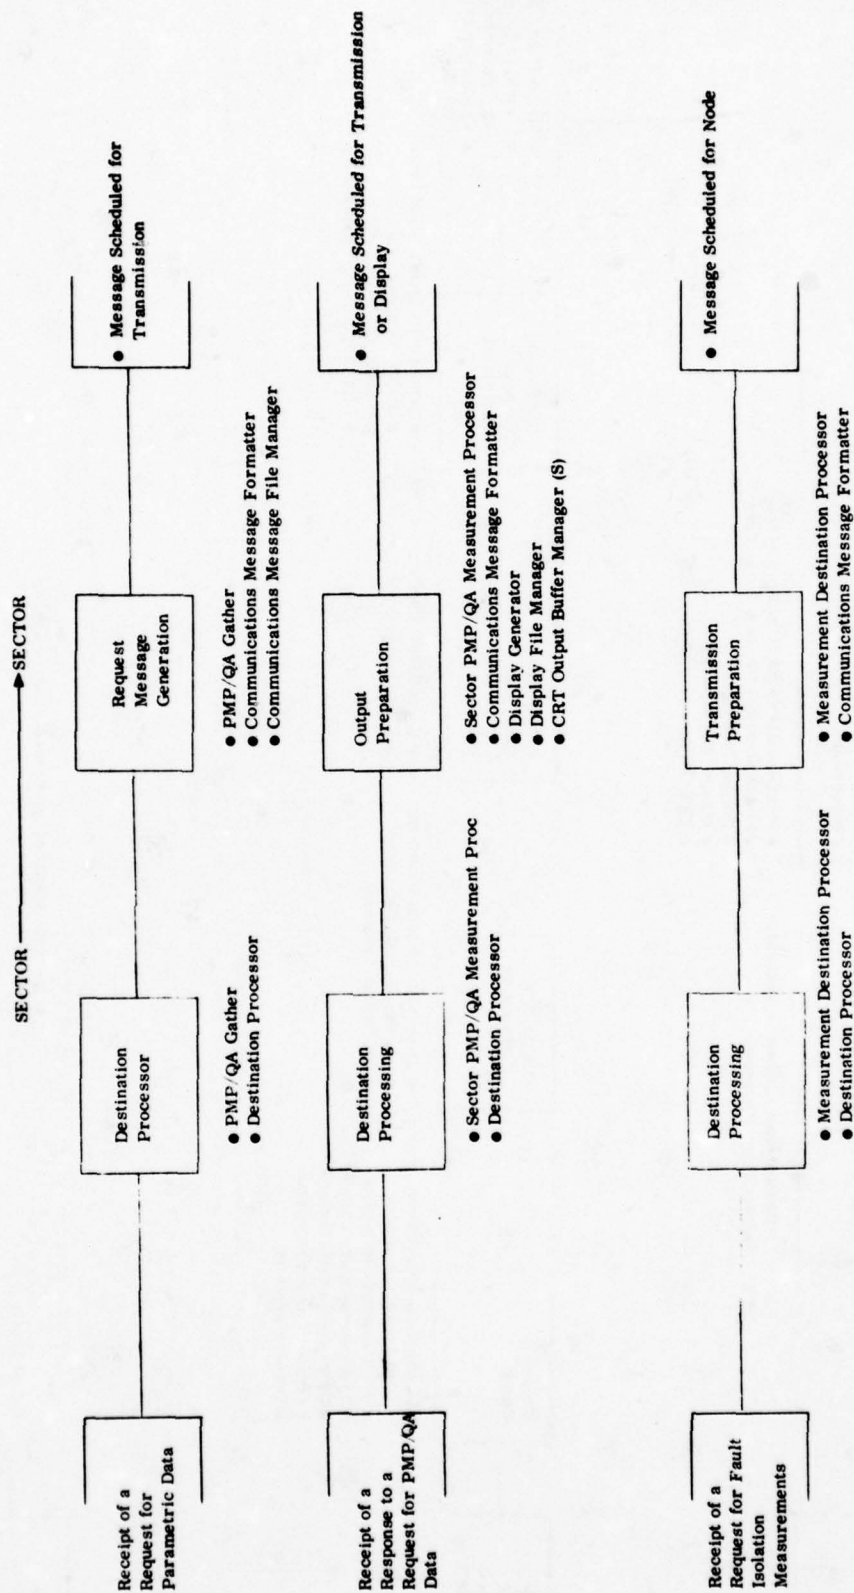 SECTOR → SECTOR
Receipt of a
Request for
Parametric Data
Destination
Processor
● PMP/QA Gather
● Destination Processor
Request
Message
Generation
● PMP/QA Gather
● Communications Message Formatter
● Communications Message File Manager
● Message Scheduled for
Transmission
Receipt of a
Response to a
Request for PMP/QA
Data
Destination
Processing
● Sector PMP/QA Measurement Proc
● Destination Processor
Output
Preparation
● Sector PMP/QA Measurement Processor
● Communications Message Formatter
● Display Generator
● Display File Manager
● CRT Output Buffer Manager (S)
● Message Scheduled for Transmission
or Display
Receipt of a
Request for Fault
Isolation
Measurements
Destination
Processing
● Measurement Destination Processor
● Destination Processor
Transmission
Preparation
● Measurement Destination Processor
● Communications Message Formatter
● Message Scheduled for Node